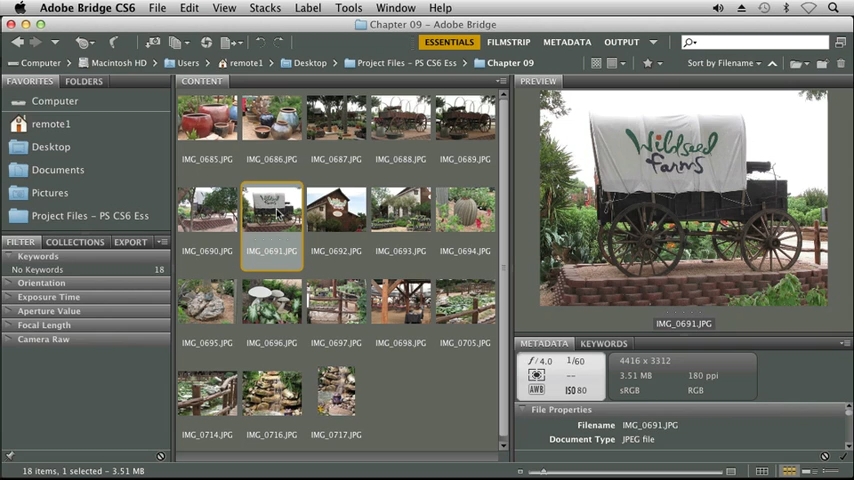 Adobe Bridge CS6 File Edit View Stacks Label Tools Window Help
Chapter 09 - Adobe Bridge
ESSENTIALS FILMSTRIP METADATA OUTPUT
Computer Macintosh HD Users remote1 Desktop Project Files - PS CS6 Ess Chapter 09 Sort by Filename
FAVORITES FOLDERS CONTENT PREVIEW
Computer
remote1
Desktop
Documents
Pictures
Project Files - PS CS6 Ess
FILTER COLLECTIONS EXPORT
Keywords
No Keywords 18
Orientation
Exposure Time
Aperture Value
Focal Length
Camera Raw
IMG_0685.JPG IMG_0686.JPG IMG_0687.JPG IMG_0688.JPG IMG_0689.JPG
IMG_0690.JPG IMG_0691.JPG IMG_0692.JPG IMG_0693.JPG IMG_0694.JPG
IMG_0695.JPG IMG_0696.JPG IMG_0697.JPG IMG_0698.JPG IMG_0705.JPG
IMG_0714.JPG IMG_0716.JPG IMG_0717.JPG
Wildseed
farms
IMG_0691.JPG
METADATA KEYWORDS
f/4.0 1/60
--
AWB ISO 80
4416 x 3312
3.51 MB 180 ppi
sRGB RGB
File Properties
Filename IMG_0691.JPG
Document Type JPEG file
18 items, 1 selected - 3.51 MB